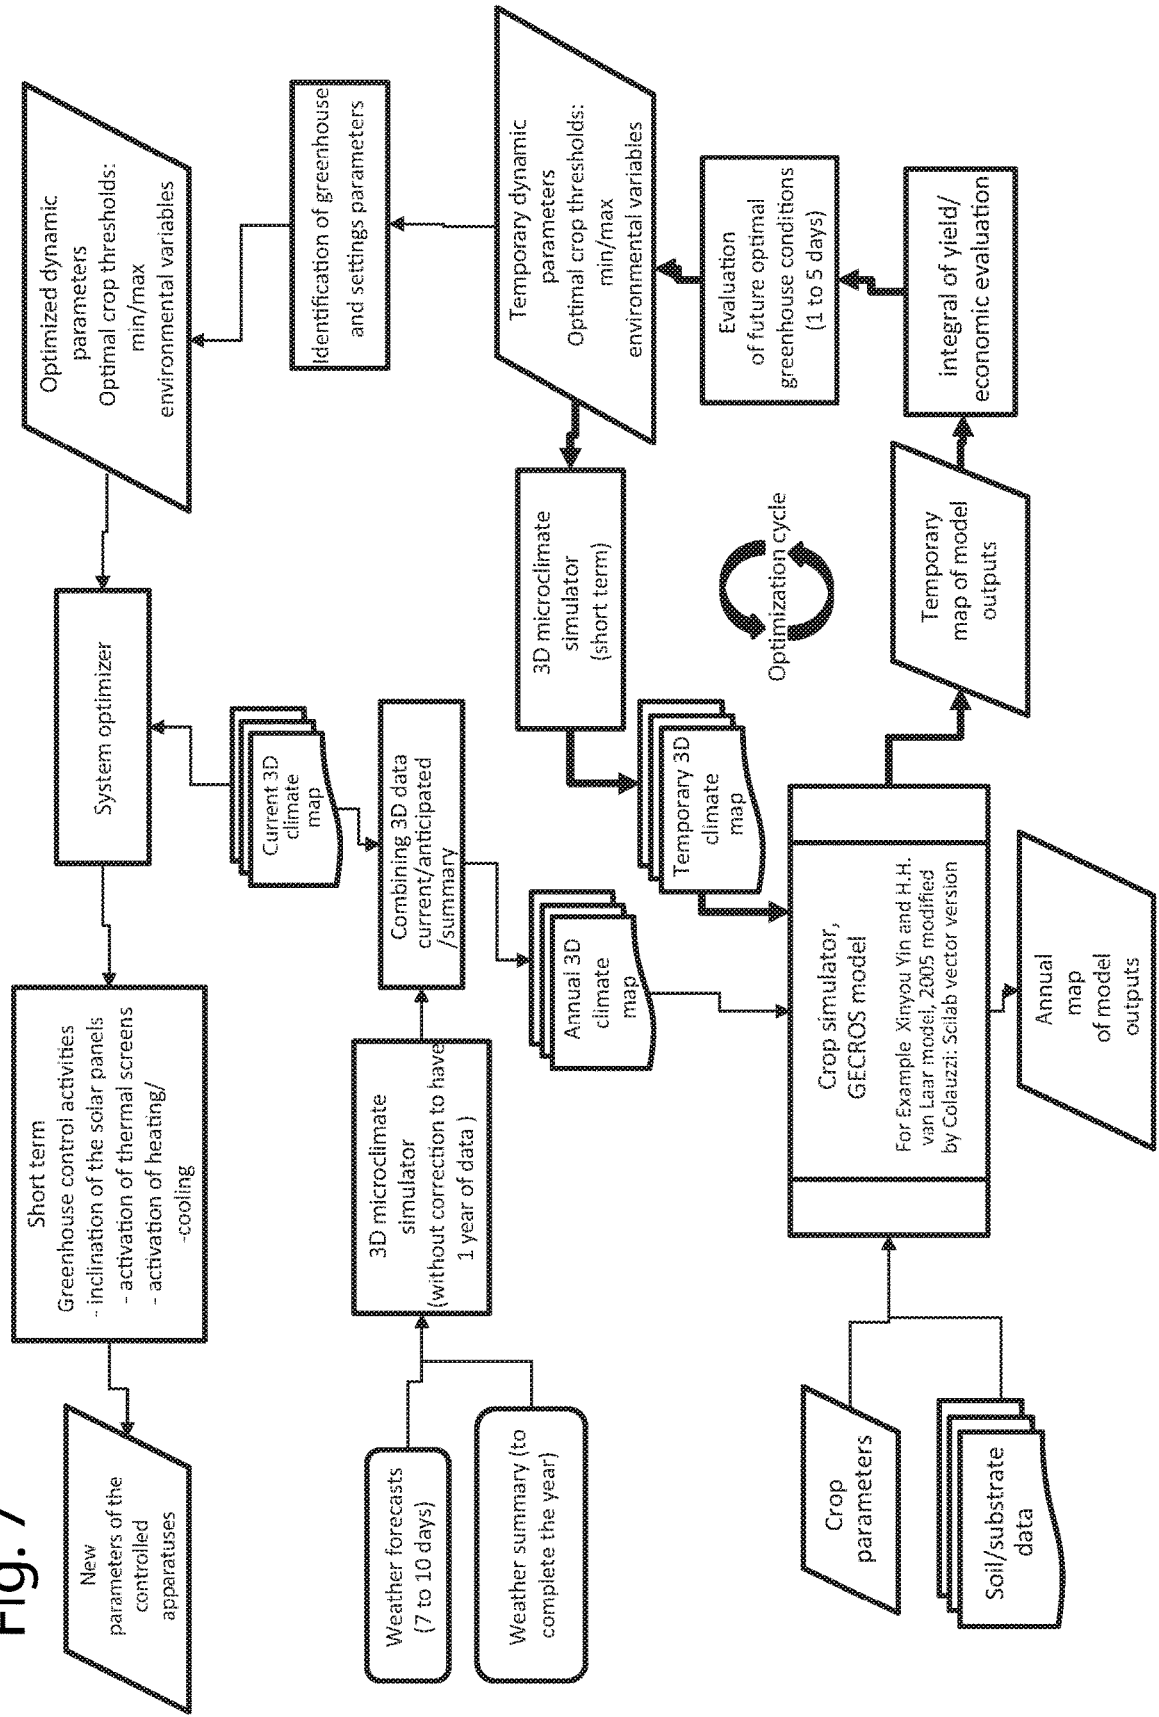 Fig. 7
New
parameters of the
controlled
apparatuses
Short term
Greenhouse control activities
- inclination of the solar panels
- activation of thermal screens
- activation of heating/
-cooling
System optimizer
Optimized dynamic
parameters
Optimal crop thresholds:
min/max
environmental variables
Current 3D
climate
map
Identification of greenhouse
and settings parameters
Weather forecasts
(7 to 10 days)
Weather summary (to
complete the year)
3D microclimate
simulator
(without correction to have
1 year of data )
Combining 3D data
current/anticipated
/summary
Annual 3D
climate
map
3D microclimate
simulator
(short term)
Temporary dynamic
parameters
Optimal crop thresholds:
min/max
environmental variables
Temporary 3D
climate
map
Optimization cycle
Evaluation
of future optimal
greenhouse conditions
(1 to 5 days)
Crop
parameters
Soil/substrate
data
Crop simulator,
GECROS model
For Example Xinyou Yin and H.H.
van Laar model, 2005 modified
by Colauzzi: Scilab vector version
Temporary
map of model
outputs
integral of yield/
economic evaluation
Annual
map
of model
outputs